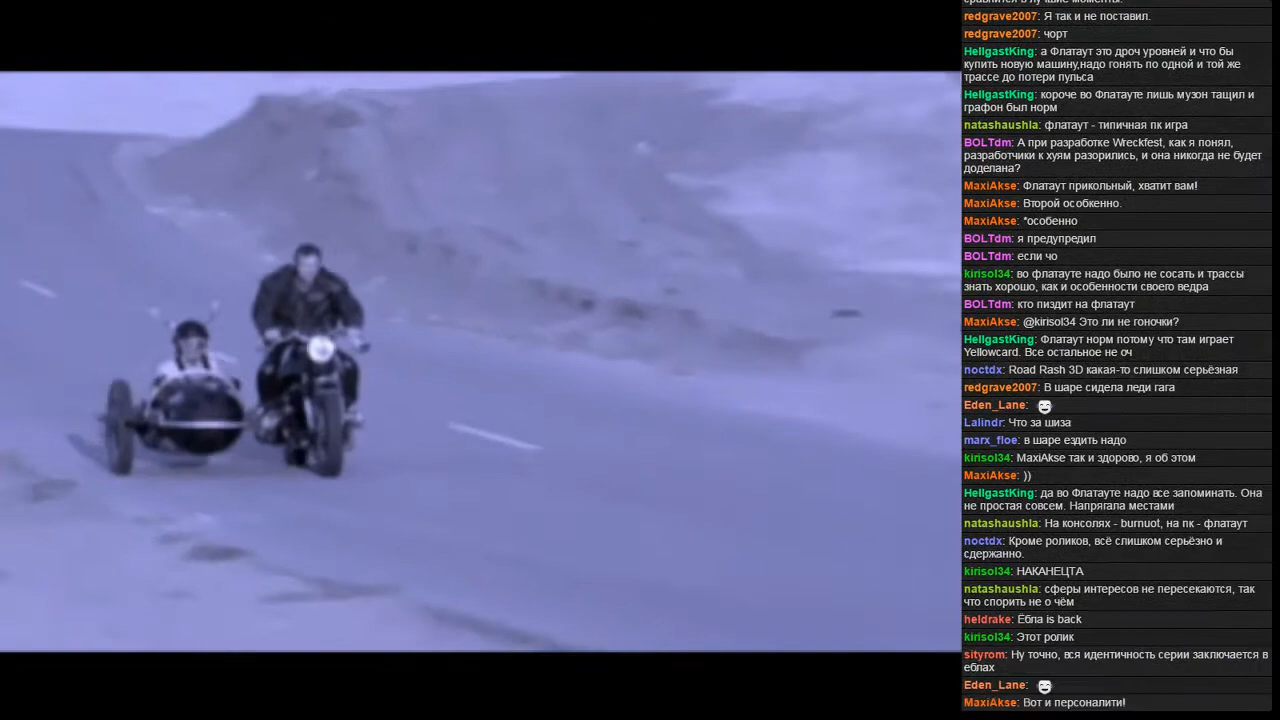 redgrave2007: Я так и не поставил.
redgrave2007: чорт
HellgastKing: а Флатаут это дроч уровней и что бы
купить новую машину,надо гонять по одной и той же
трассе до потери пульса
HellgastKing: короче во Флатауте лишь музон тащил и
графон был норм
natashaushla: флатаут - типичная пк игра
BOLTdm: А при разработке Wreckfest, как я понял,
разработчики к хуям разорились, и она никогда не будет
доделана?
MaxiAkse: Флатаут прикольный, хватит вам!
MaxiAkse: Второй особкенно.
MaxiAkse: *особенно
BOLTdm: я предупредил
BOLTdm: если чо
kirisol34: во флатауте надо было не сосать и трассы
знать хорошо, как и особенности своего ведра
BOLTdm: кто пиздит на флатаут
MaxiAkse: @kirisol34 Это ли не гоночки?
HellgastKing: Флатаут норм потому что там играет
Yellowcard. Все остальное не оч
noctdx: Road Rash 3D какая-то слишком серьёзная
redgrave2007: В шаре сидела леди гага
Eden_Lane:
Lalindr: Что за шиза
marx_floe: в шаре ездить надо
kirisol34: MaxiAkse так и здорово, я об этом
MaxiAkse: ))
HellgastKing: да во Флатауте надо все запоминать. Она
не простая совсем. Напрягала местами
natashaushla: На консолях - burnuot, на пк - флатаут
noctdx: Кроме роликов, всё слишком серьёзно и
сдержанно.
kirisol34: НАКАНЕЦТА
natashaushla: сферы интересов не пересекаются, так
что спорить не о чём
heldrake: Ёбла is back
kirisol34: Этот ролик
sityrom: Ну точно, вся идентичность серии заключается в
еблах
Eden_Lane:
MaxiAkse: Вот и персоналити!